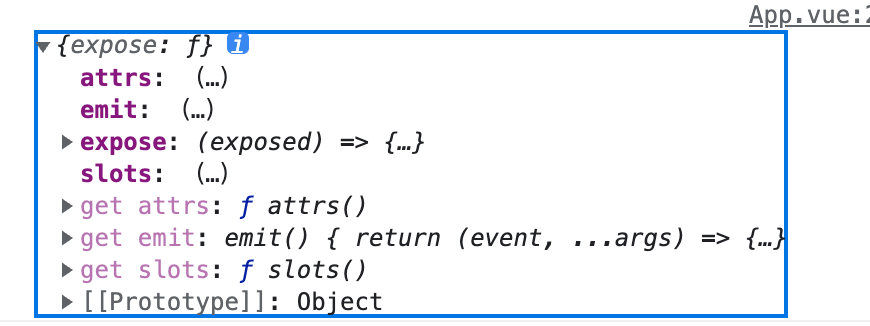 App.vue:2
{expose: ƒ} i
attrs: (…)
emit: (…)
expose: (exposed) => {…}
slots: (…)
get attrs: ƒ attrs()
get emit: emit() { return (event, ...args) => {…}
get slots: ƒ slots()
[[Prototype]]: Object